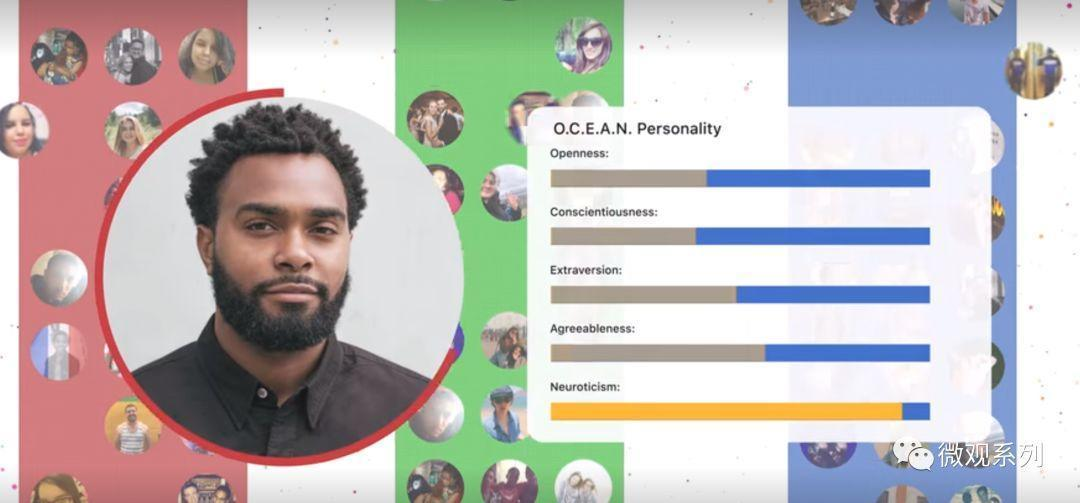 O.C.E.A.N. Personality
Openness:
Conscientiousness:
Extraversion:
Agreeableness:
Neuroticism:
微观系列